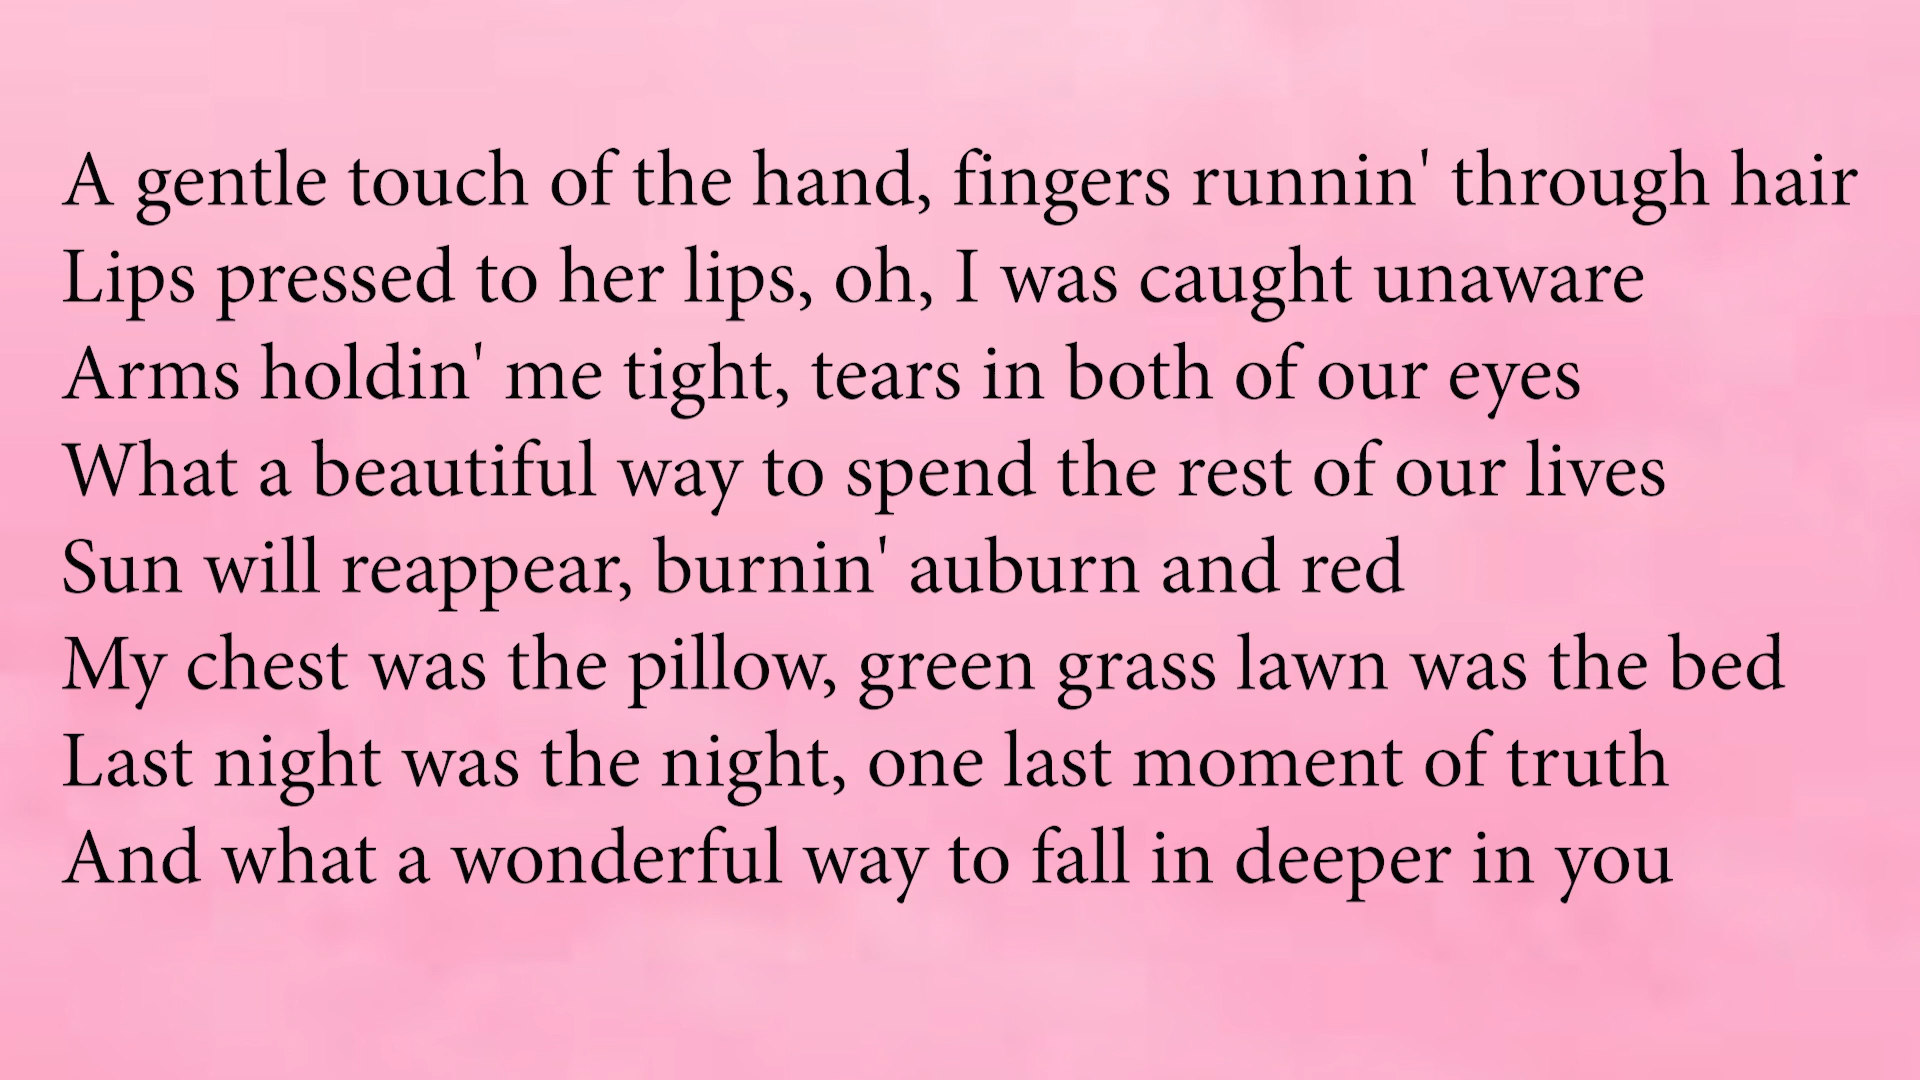 A gentle touch of the hand, fingers runnin' through hair
Lips pressed to her lips, oh, I was caught unaware
Arms holdin' me tight, tears in both of our eyes
What a beautiful way to spend the rest of our lives
Sun will reappear, burnin' auburn and red
My chest was the pillow, green grass lawn was the bed
Last night was the night, one last moment of truth
And what a wonderful way to fall in deeper in you